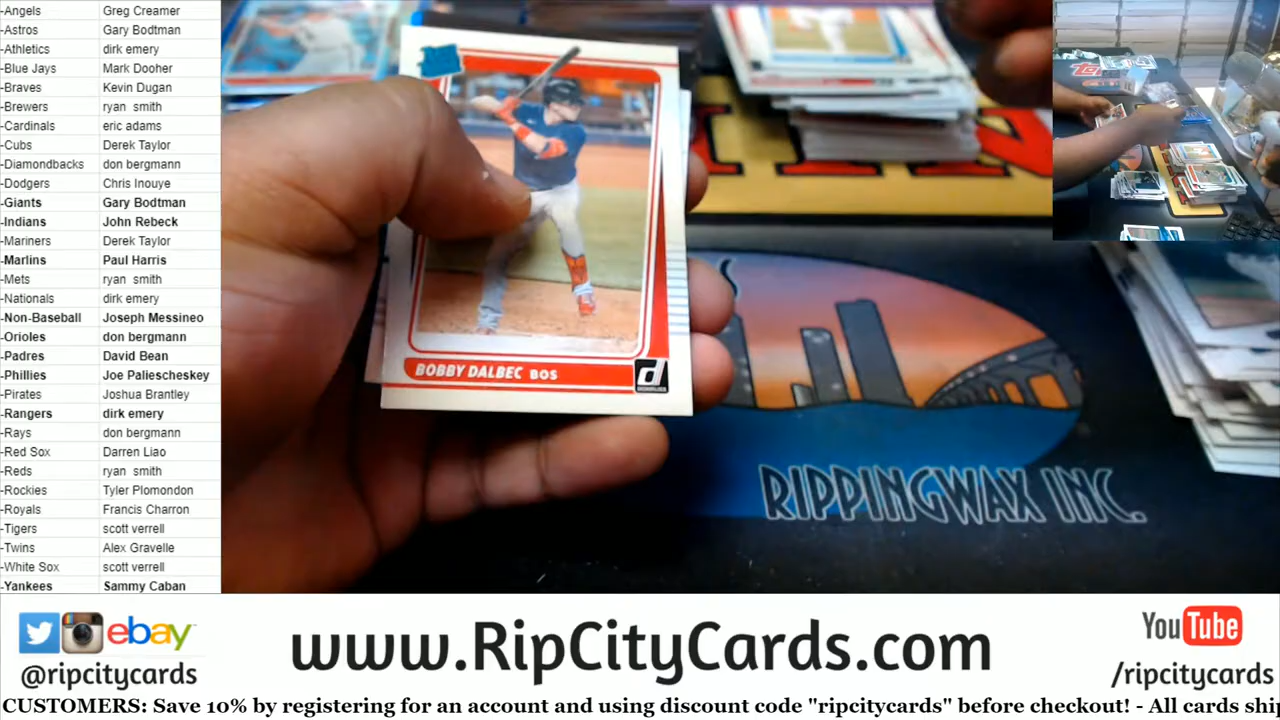 -Angels Greg Creamer
-Astros Gary Bodtman
-Athletics dirk emery
-Blue Jays Mark Dooher
-Braves Kevin Dugan
-Brewers ryan smith
-Cardinals eric adams
-Cubs Derek Taylor
-Diamondbacks don bergmann
-Dodgers Chris Inouye
-Giants Gary Bodtman
-Indians John Rebeck
-Mariners Derek Taylor
-Marlins Paul Harris
-Mets ryan smith
-Nationals dirk emery
-Non-Baseball Joseph Messineo
-Orioles don bergmann
-Padres David Bean
-Phillies Joe Paliescheskey
-Pirates Joshua Brantley
-Rangers dirk emery
-Rays don bergmann
-Red Sox Darren Liao
-Reds ryan smith
-Rockies Tyler Plomondon
-Royals Francis Charron
-Tigers scott verrell
-Twins Alex Gravelle
-White Sox scott verrell
-Yankees Sammy Caban
BOBBY DALBEC BOS
RIPPINGWAX INC.
ebay
@ripcitycards
www.RipCityCards.com
YouTube
/ripcitycards
CUSTOMERS: Save 10% by registering for an account and using discount code "ripcitycards" before checkout! - All cards ship